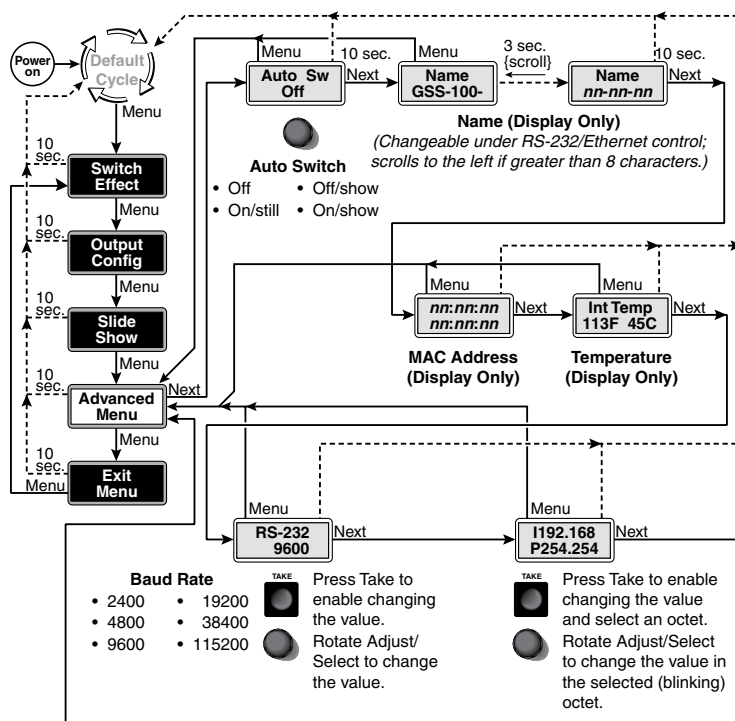 Power
on
Default
Cycle
Menu
10
sec.
Switch
Effect
Menu
10
sec.
Output
Config
Menu
10
sec.
Slide
Show
Menu
10
sec.
Advanced
Menu
Next
Menu
10
sec.
Menu
Exit
Menu
Menu
10 sec.
Auto Sw
Off
Next
Auto Switch
• Off • Off/show
• On/still • On/show
Menu
Name
GSS-100-
3 sec.
{scroll}
10 sec.
Name
nn-nn-nn
Next
Name (Display Only)
(Changeable under RS-232/Ethernet control;
scrolls to the left if greater than 8 characters.)
Menu
nn:nn:nn
nn:nn:nn
Next
MAC Address
(Display Only)
Menu
Int Temp
113F 45C
Next
Temperature
(Display Only)
Menu
RS-232
9600
Next
Baud Rate
• 2400 • 19200
• 4800 • 38400
• 9600 • 115200
TAKE
Press Take to
enable changing
the value.
Rotate Adjust/
Select to change
the value.
Menu
I192.168
P254.254
Next
TAKE
Press Take to enable
changing the value
and select an octet.
Rotate Adjust/Select
to change the value in
the selected (blinking)
octet.